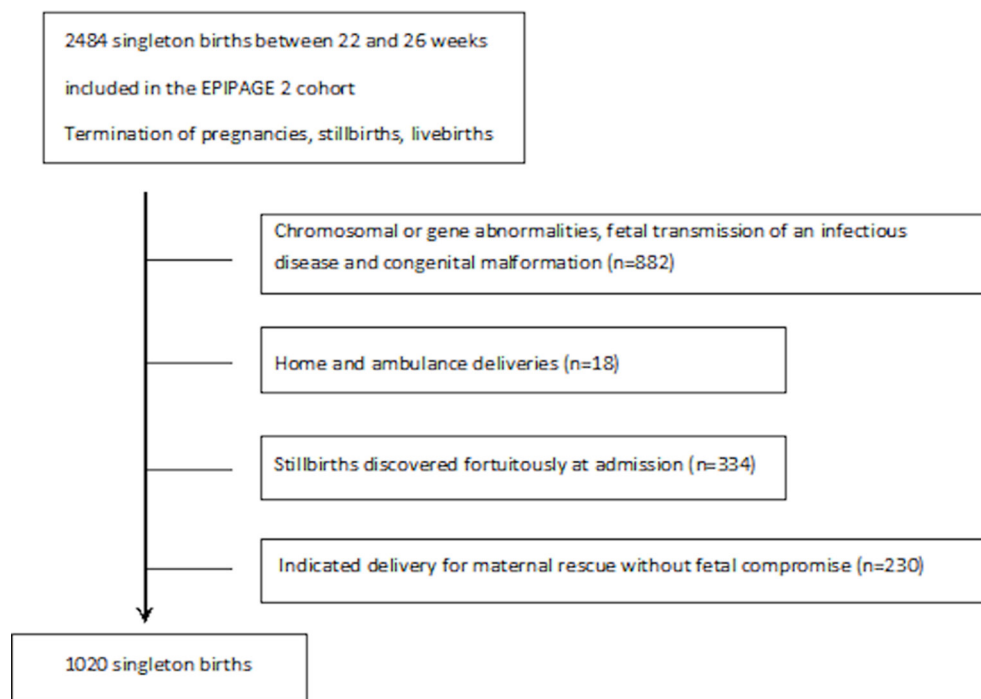 2484 singleton births between 22 and 26 weeks
included in the EPIPAGE 2 cohort
Termination of pregnancies, stillbirths, livebirths
Chromosomal or gene abnormalities, fetal transmission of an infectious
disease and congenital malformation (n=882)
Home and ambulance deliveries (n=18)
Stillbirths discovered fortuitously at admission (n=334)
Indicated delivery for maternal rescue without fetal compromise (n=230)
1020 singleton births